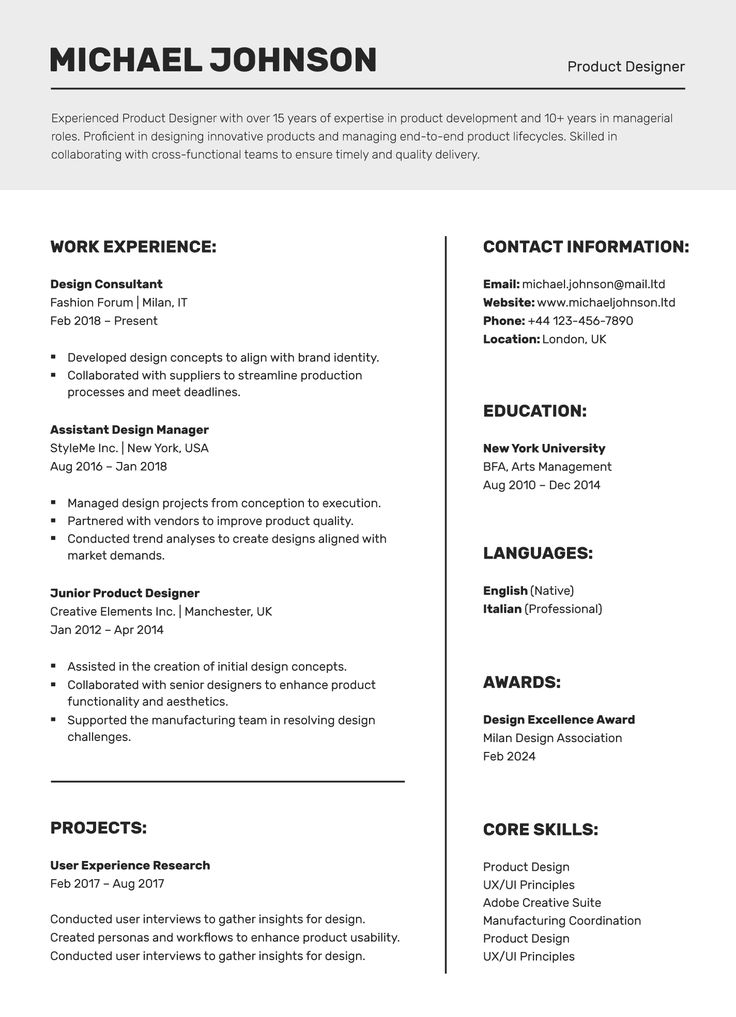 MICHAEL JOHNSON
Product Designer
Experienced Product Designer with over 15 years of expertise in product development and 10+ years in managerial
roles. Proficient in designing innovative products and managing end-to-end product lifecycles. Skilled in
collaborating with cross-functional teams to ensure timely and quality delivery.
WORK EXPERIENCE:
Design Consultant
Fashion Forum | Milan, IT
Feb 2018 – Present
▪ Developed design concepts to align with brand identity.
▪ Collaborated with suppliers to streamline production
processes and meet deadlines.
Assistant Design Manager
StyleMe Inc. | New York, USA
Aug 2016 – Jan 2018
▪ Managed design projects from conception to execution.
▪ Partnered with vendors to improve product quality.
▪ Conducted trend analyses to create designs aligned with
market demands.
Junior Product Designer
Creative Elements Inc. | Manchester, UK
Jan 2012 – Apr 2014
▪ Assisted in the creation of initial design concepts.
▪ Collaborated with senior designers to enhance product
functionality and aesthetics.
▪ Supported the manufacturing team in resolving design
challenges.
PROJECTS:
User Experience Research
Feb 2017 – Aug 2017
Conducted user interviews to gather insights for design.
Created personas and workflows to enhance product usability.
Conducted user interviews to gather insights for design.
CONTACT INFORMATION:
Email: michael.johnson@mail.ltd
Website: www.michaeljohnson.ltd
Phone: +44 123-456-7890
Location: London, UK
EDUCATION:
New York University
BFA, Arts Management
Aug 2010 – Dec 2014
LANGUAGES:
English (Native)
Italian (Professional)
AWARDS:
Design Excellence Award
Milan Design Association
Feb 2024
CORE SKILLS:
Product Design
UX/UI Principles
Adobe Creative Suite
Manufacturing Coordination
Product Design
UX/UI Principles